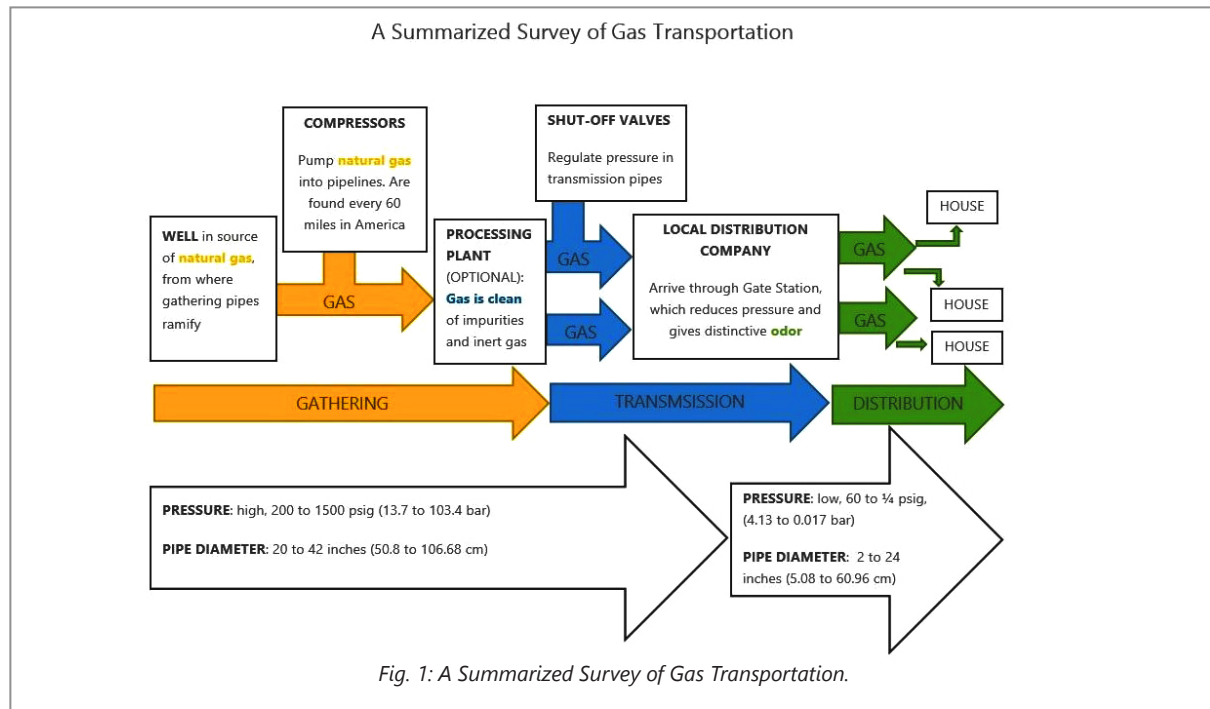 A Summarized Survey of Gas Transportation
COMPRESSORS
Pump natural gas
into pipelines. Are
found every 60
miles in America
SHUT-OFF VALVES
Regulate pressure in
transmission pipes
WELL in source
of natural gas,
from where
gathering pipes
ramify
GAS
PROCESSING
PLANT
(OPTIONAL):
Gas is clean
of impurities
and inert gas
GAS
GAS
LOCAL DISTRIBUTION
COMPANY
Arrive through Gate Station,
which reduces pressure and
gives distinctive odor
GAS
GAS
HOUSE
HOUSE
HOUSE
GATHERING
TRANSMSISSION
DISTRIBUTION
PRESSURE: high, 200 to 1500 psig (13.7 to 103.4 bar)
PIPE DIAMETER: 20 to 42 inches (50.8 to 106.68 cm)
PRESSURE: low, 60 to ¼ psig,
(4.13 to 0.017 bar)
PIPE DIAMETER: 2 to 24
inches (5.08 to 60.96 cm)
Fig. 1: A Summarized Survey of Gas Transportation.